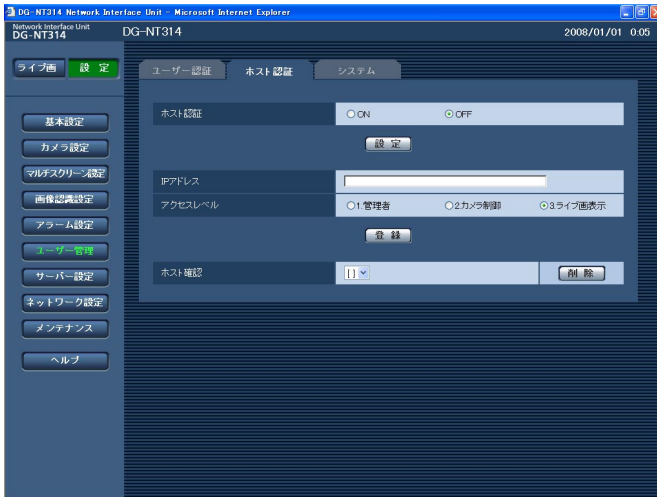 DG-NT314 Network Interface Unit - Microsoft Internet Explorer
Network Interface Unit
DG-NT314
DG-NT314
2008/01/01 0:05
ライブ画 設 定
ユーザー認証 ホスト認証 システム
ホスト認証 ON OFF
設 定
IPアドレス
アクセスレベル 1.管理者 2.カメラ制御 3.ライブ画表示
登 録
ホスト確認 [ ] 削 除
基本設定
カメラ設定
マルチスクリーン設定
画像認識設定
アラーム設定
ユーザー管理
サーバー設定
ネットワーク設定
メンテナンス
ヘルプ